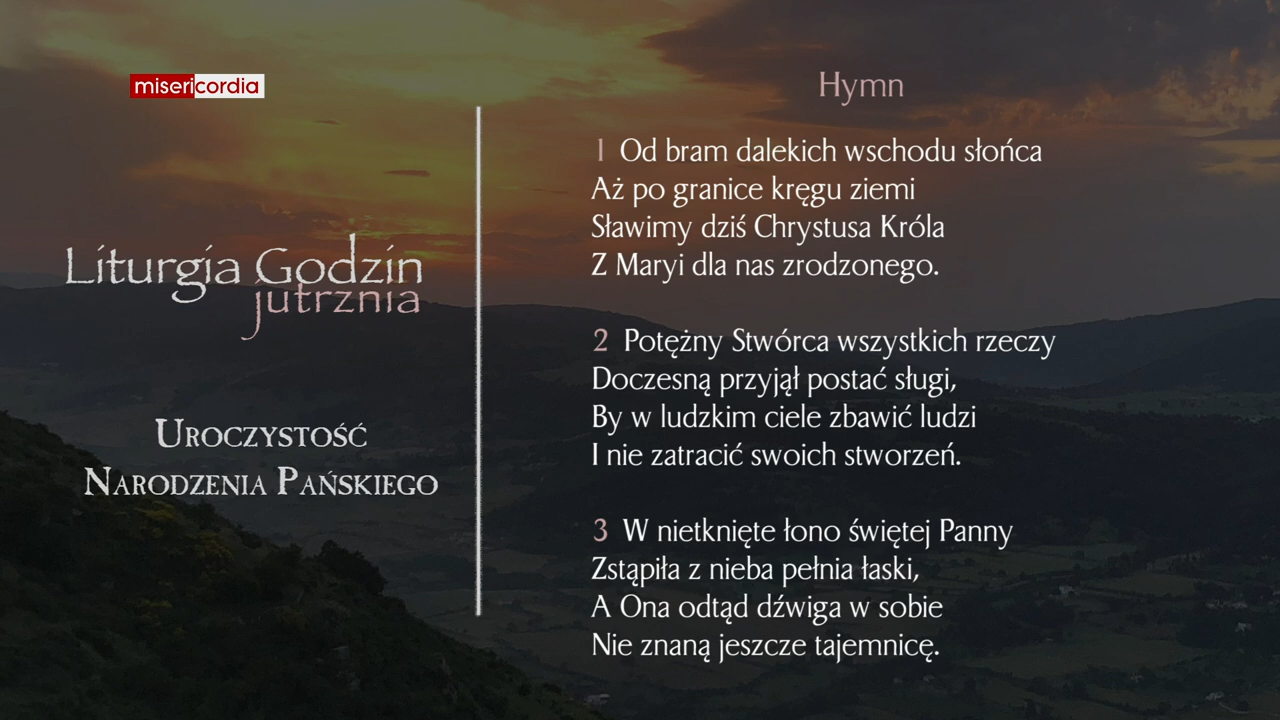 misericordia
Liturgia Godzin
jutrznia
Uroczystość
Narodzenia Pańskiego
Hymn
1 Od bram dalekich wschodu słońca
Aż po granice kręgu ziemi
Sławimy dziś Chrystusa Króla
Z Maryi dla nas zrodzonego.
2 Potężny Stwórca wszystkich rzeczy
Doczesną przyjął postać sługi,
By w ludzkim ciele zbawić ludzi
I nie zatracić swoich stworzeń.
3 W nietknięte łono świętej Panny
Zstąpiła z nieba pełnia łaski,
A Ona odtąd dźwiga w sobie
Nie znaną jeszcze tajemnicę.